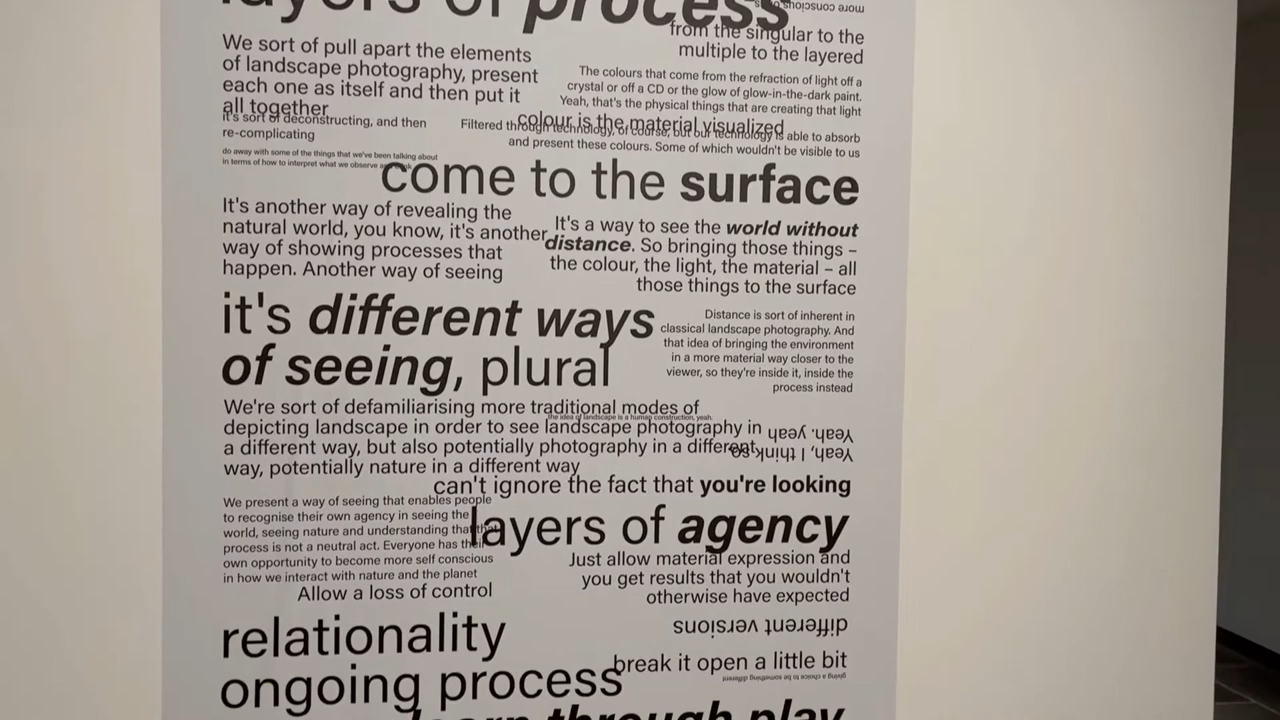 layers of process
more conscious
from the singular to the
multiple to the layered
We sort of pull apart the elements
of landscape photography, present
each one as itself and then put it
all together
The colours that come from the refraction of light off a
crystal or off a CD or the glow of glow-in-the-dark paint.
Yeah, that's the physical things that are creating that light
colour is the material visualized
it's sort of deconstructing, and then
re-complicating
Filtered through technology, of course, but our technology is able to absorb
and present these colours. Some of which wouldn't be visible to us
do away with some of the things that we've been talking about
in terms of how to interpret what we observe
come to the surface
It's another way of revealing the
natural world, you know, it's another
way of showing processes that
happen. Another way of seeing
It's a way to see the world without
distance. So bringing those things –
the colour, the light, the material – all
those things to the surface
it's different ways
of seeing, plural
Distance is sort of inherent in
classical landscape photography. And
that idea of bringing the environment
in a more material way closer to the
viewer, so they're inside it, inside the
process instead
We're sort of defamiliarising more traditional modes of
depicting landscape in order to see landscape photography in
a different way, but also potentially photography in a different
way, potentially nature in a different way
the idea of landscape is a human construction, yeah.
Yeah, I think so
Yeah. yeah
can't ignore the fact that you're looking
We present a way of seeing that enables people
to recognise their own agency in seeing the
world, seeing nature and understanding that the
process is not a neutral act. Everyone has their
own opportunity to become more self conscious
in how we interact with nature and the planet
layers of agency
Just allow material expression and
you get results that you wouldn't
otherwise have expected
Allow a loss of control
different versions
relationality
ongoing process
break it open a little bit
giving a choice to be something different
learn through play